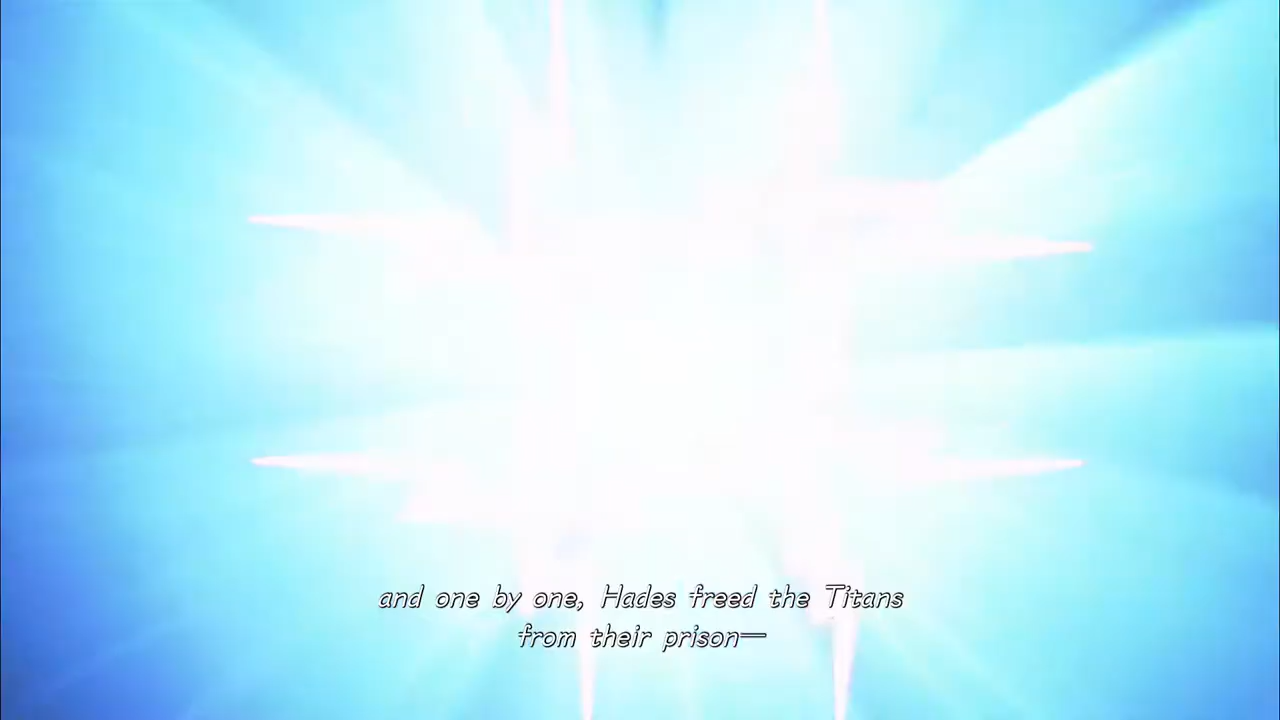 and one by one, Hades freed the Titans
from their prison—